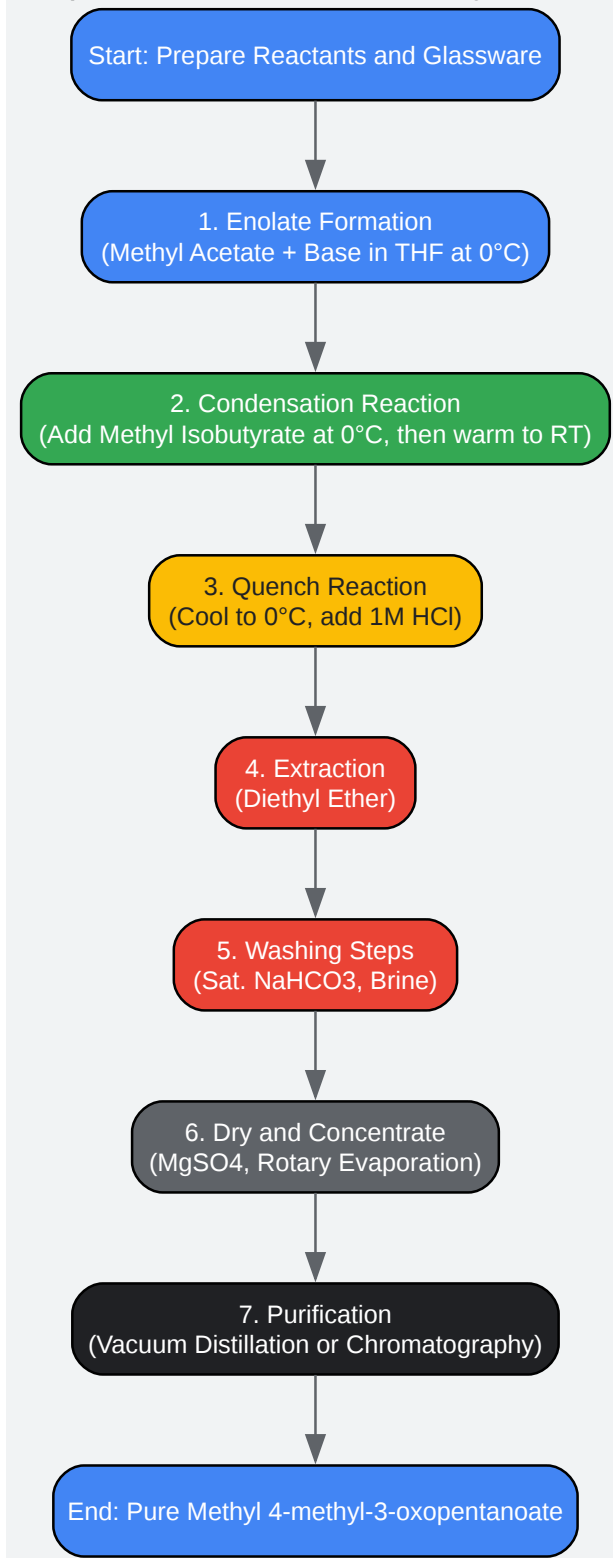 Start: Prepare Reactants and Glassware
1. Enolate Formation
(Methyl Acetate + Base in THF at 0°C)
2. Condensation Reaction
(Add Methyl Isobutyrate at 0°C, then warm to RT)
3. Quench Reaction
(Cool to 0°C, add 1M HCl)
4. Extraction
(Diethyl Ether)
5. Washing Steps
(Sat. NaHCO3, Brine)
6. Dry and Concentrate
(MgSO4, Rotary Evaporation)
7. Purification
(Vacuum Distillation or Chromatography)
End: Pure Methyl 4-methyl-3-oxopentanoate